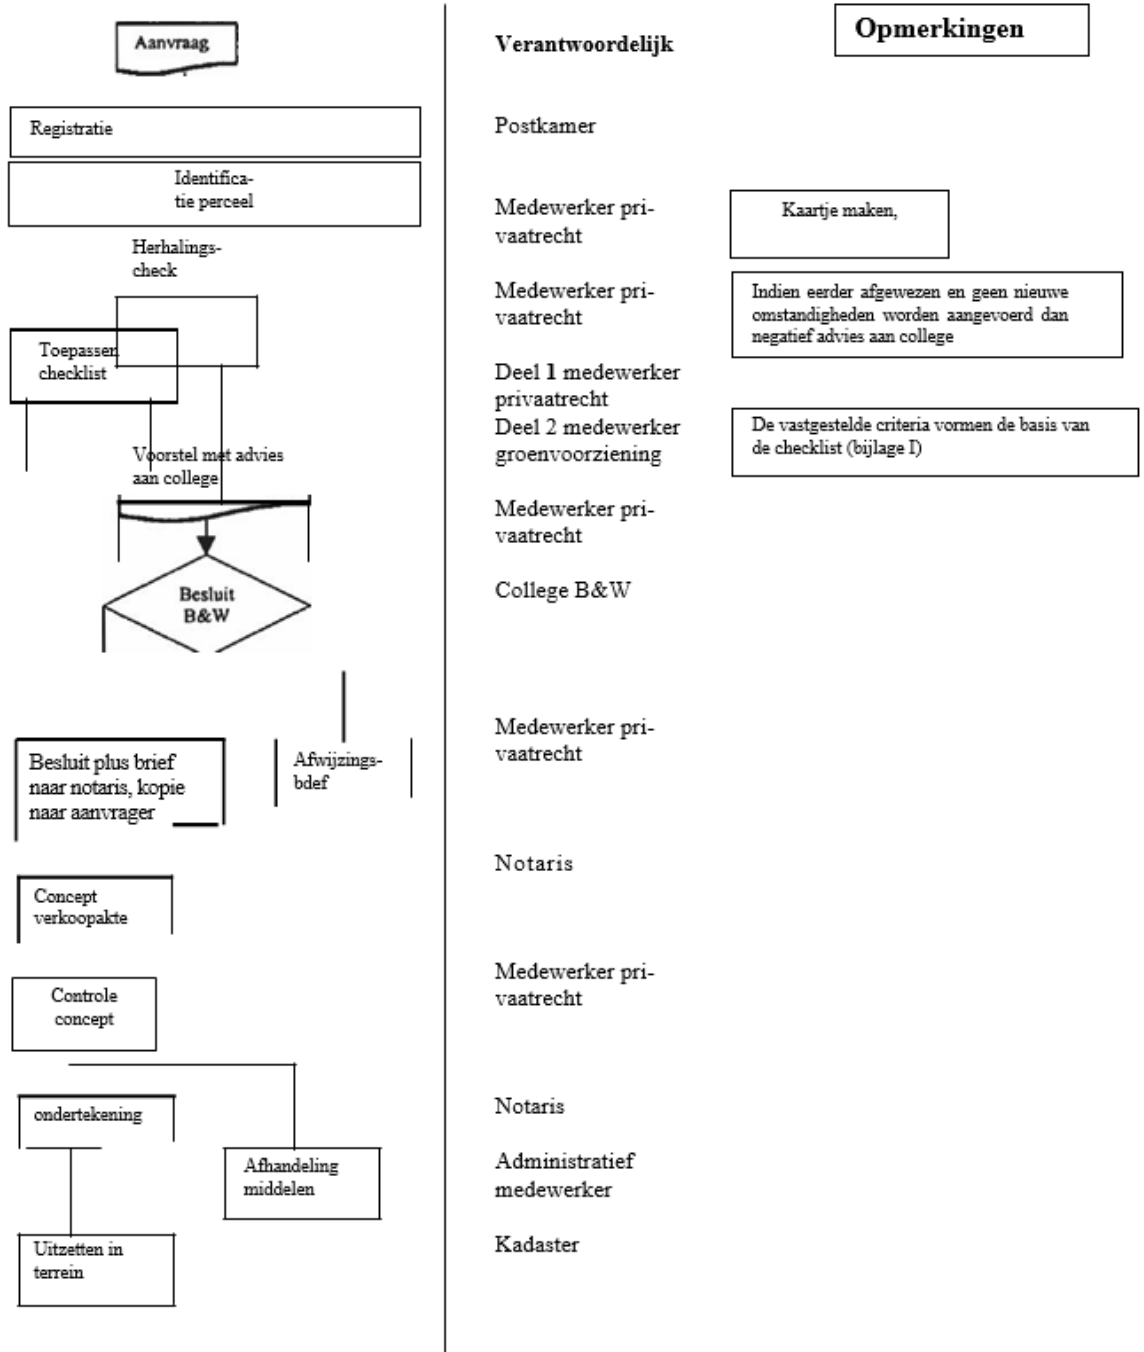 Aanvraag
Verantwoordelijk
Opmerkingen
Registratie
Postkamer
Identifica-
tie perceel
Medewerker pri-
vaatrecht
Kaartje maken,
Herhalings-
check
Medewerker pri-
vaatrecht
Indien eerder afgewezen en geen nieuwe
omstandigheden worden aangevoerd dan
negatief advies aan college
Toepassen
checklist
Deel 1 medewerker
privaatrecht
Deel 2 medewerker
groenvoorziening
De vastgestelde criteria vormen de basis van
de checklist (bijlage I)
Voorstel met advies
aan college
Medewerker pri-
vaatrecht
Besluit
B&W
College B&W
Medewerker pri-
vaatrecht
Besluit plus brief
naar notaris, kopie
naar aanvrager
Afwijzings-
bdef
Notaris
Concept
verkoopakte
Medewerker pri-
vaatrecht
Controle
concept
ondertekening
Notaris
Afhandeling
middelen
Administratief
medewerker
Uitzetten in
terrein
Kadaster